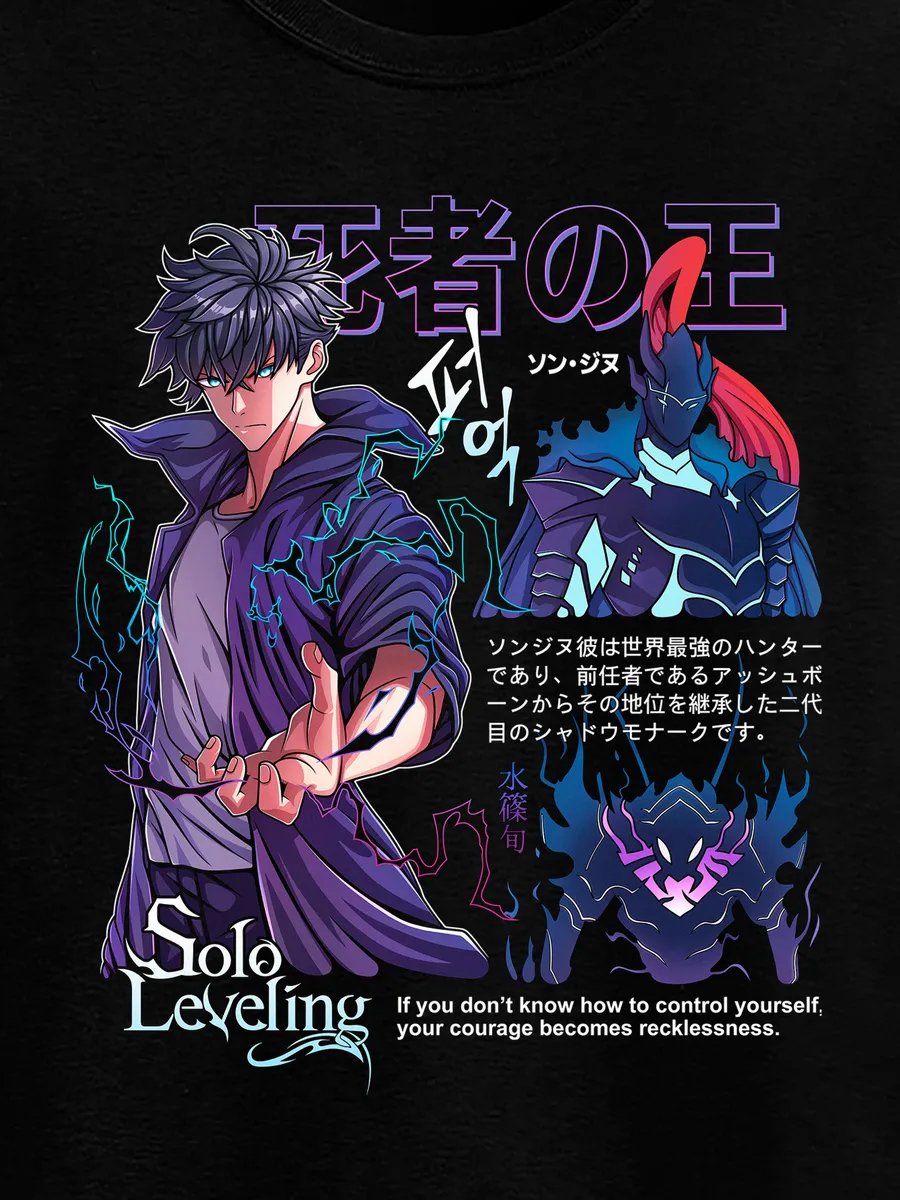 死者の王
ソン・ジヌ
ソンジヌ彼は世界最強のハンター
であり、前任者であるアッシュボ
ーンからその地位を継承した二代
目のシャドウモナークです。
水篠旬
Solo
Leveling
If you don’t know how to control yourself,
your courage becomes recklessness.